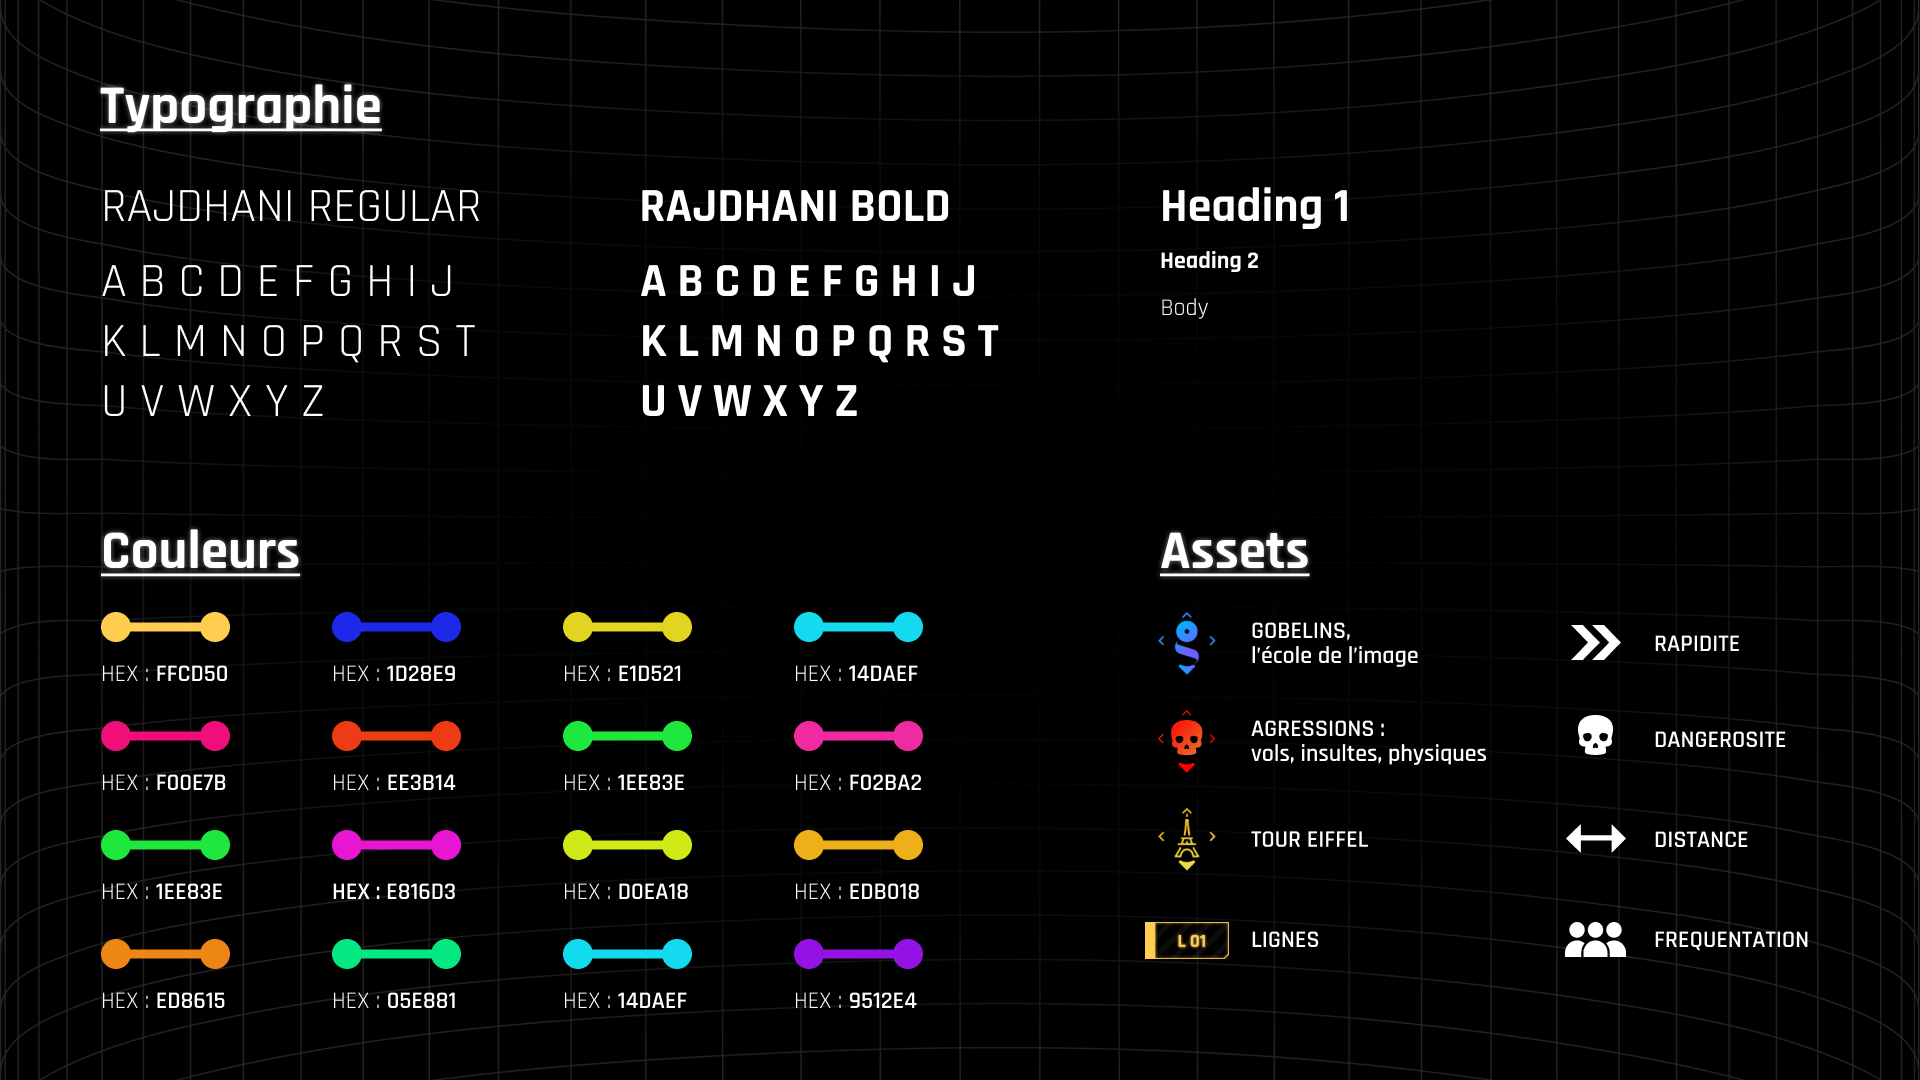 Typographie
RAJDHANI REGULAR
A B C D E F G H I J
K L M N O P Q R S T
U V W X Y Z
RAJDHANI BOLD
A B C D E F G H I J
K L M N O P Q R S T
U V W X Y Z
Heading 1
Heading 2
Body
Couleurs
HEX : FFCD50
HEX : 1D28E9
HEX : E1D521
HEX : 14DAEF
HEX : F00E7B
HEX : EE3B14
HEX : 1EE83E
HEX : F02BA2
HEX : 1EE83E
HEX : E816D3
HEX : D0EA18
HEX : EDB018
HEX : ED8615
HEX : 05E881
HEX : 14DAEF
HEX : 9512E4
Assets
GOBELINS,
l'école de l'image
RAPIDITE
AGRESSIONS :
vols, insultes, physiques
DANGEROSITE
TOUR EIFFEL
DISTANCE
L 01
LIGNES
FREQUENTATION